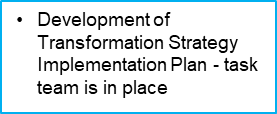 • Development of
Transformation Strategy
Implementation Plan - task
team is in place